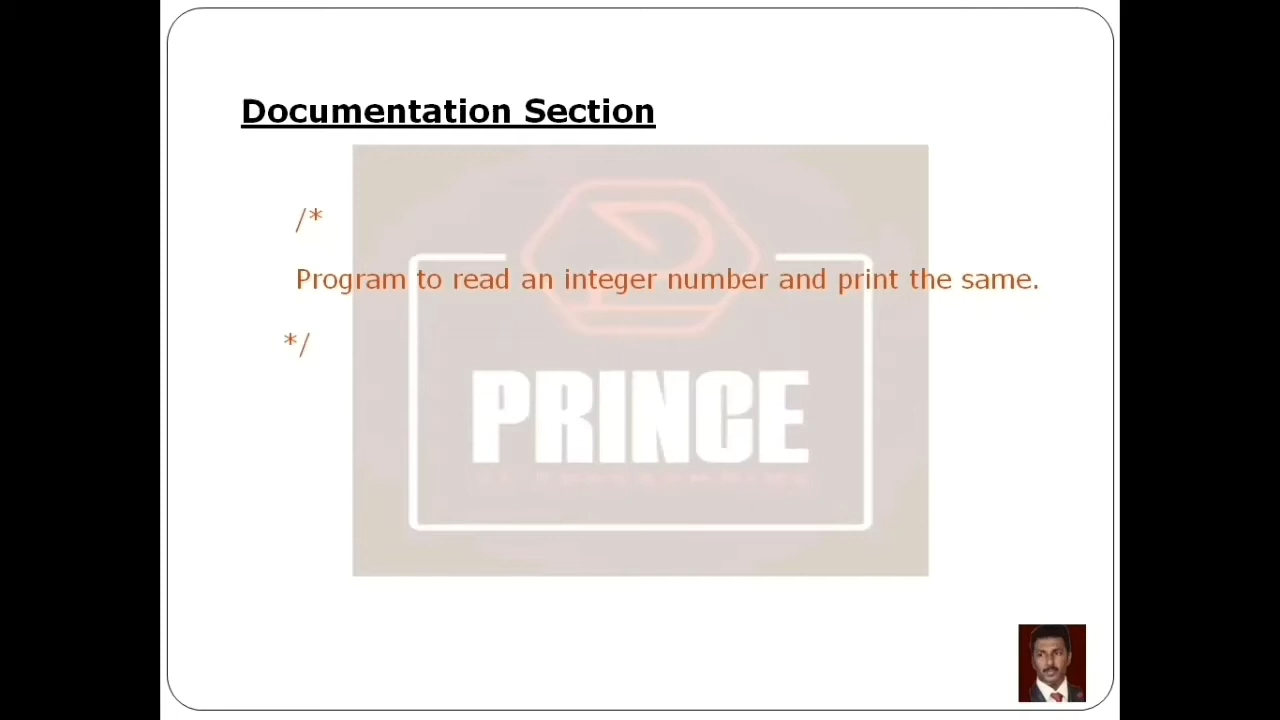 Documentation Section
/*
Program to read an integer number and print the same.
*/
PRINCE